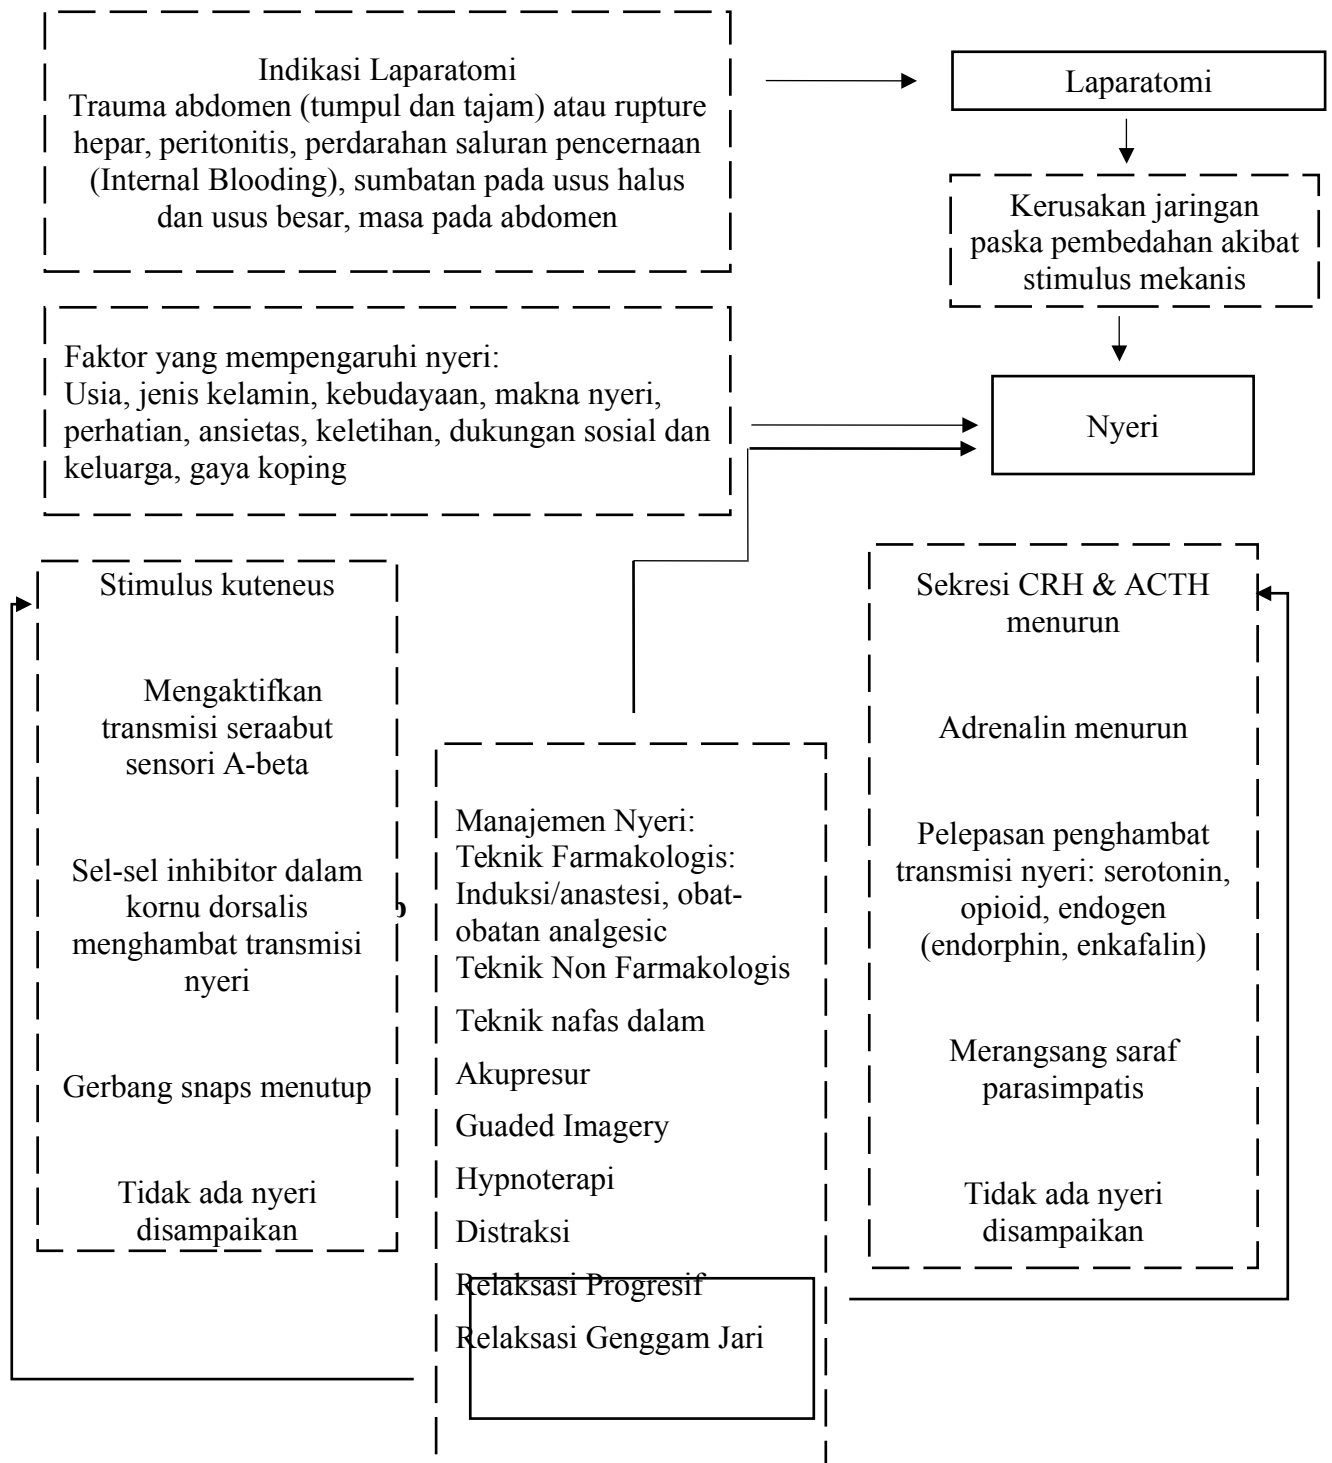 Indikasi Laparatomi
Trauma abdomen (tumpul dan tajam) atau rupture
hepar, peritonitis, perdarahan saluran pencernaan
(Internal Blooding), sumbatan pada usus halus
dan usus besar, masa pada abdomen
Laparatomi
Kerusakan jaringan
paska pembedahan akibat
stimulus mekanis
Faktor yang mempengaruhi nyeri:
Usia, jenis kelamin, kebudayaan, makna nyeri,
perhatian, ansietas, keletihan, dukungan sosial dan
keluarga, gaya koping
Nyeri
Stimulus kuteneus
Mengaktifkan
transmisi seraabut
sensori A-beta
Sel-sel inhibitor dalam
kornu dorsalis
menghambat transmisi
nyeri
Gerbang snaps menutup
Tidak ada nyeri
disampaikan
Manajemen Nyeri:
Teknik Farmakologis:
Induksi/anastesi, obat-
obatan analgesic
Teknik Non Farmakologis
Teknik nafas dalam
Akupresur
Guaded Imagery
Hypnoterapi
Distraksi
Relaksasi Progresif
Relaksasi Genggam Jari
Sekresi CRH & ACTH
menurun
Adrenalin menurun
Pelepasan penghambat
transmisi nyeri: serotonin,
opioid, endogen
(endorphin, enkafalin)
Merangsang saraf
parasimpatis
Tidak ada nyeri
disampaikan